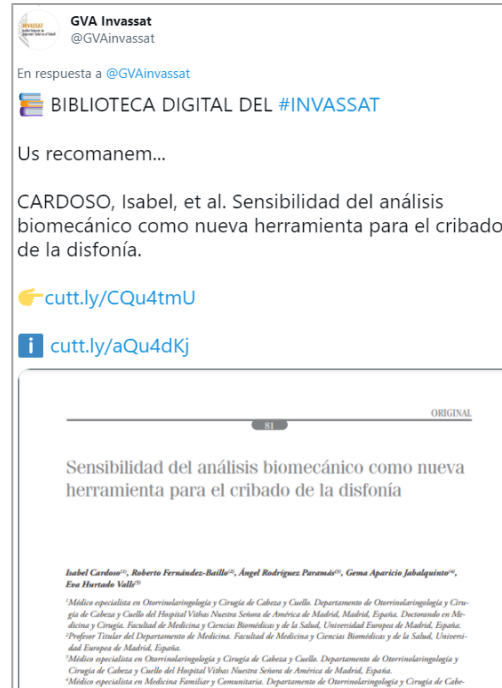 GVA Invassat
@GVAinvassat
En respuesta a @GVAinvassat
BIBLIOTECA DIGITAL DEL #INVASSAT
Us recomanem...
CARDOSO, Isabel, et al. Sensibilidad del análisis
biomecánico como nueva herramienta para el cribado
de la disfonía.
cutt.ly/CQu4tmU
cutt.ly/aQu4dKj
ORIGINAL
81
Sensibilidad del análisis biomecánico como nueva
herramienta para el cribado de la disfonía
Isabel Cardoso(1), Roberto Fernández-Baillo(2), Ángel Rodríguez Paramás(3), Gema Aparicio Jabalquinto(4),
Eva Hurtado Valls(5)
1Médico especialista en Otorrinolaringología y Cirugía de Cabeza y Cuello. Departamento de Otorrinolaringología y Ciru-
gía de Cabeza y Cuello del Hospital Vithas Nuestra Señora de América de Madrid, Madrid, España. Doctorando en Me-
dicina y Cirugía. Facultad de Medicina y Ciencias Biomédicas y de la Salud, Universidad Europea de Madrid, España.
2Profesor Titular del Departamento de Medicina. Facultad de Medicina y Ciencias Biomédicas y de la Salud, Universi-
dad Europea de Madrid, España.
3Médico especialista en Otorrinolaringología y Cirugía de Cabeza y Cuello. Departamento de Otorrinolaringología y
Cirugía de Cabeza y Cuello del Hospital Vithas Nuestra Señora de América de Madrid, España.
4Médico especialista en Medicina Familiar y Comunitaria. Departamento de Otorrinolaringología y Cirugía de Cabe-